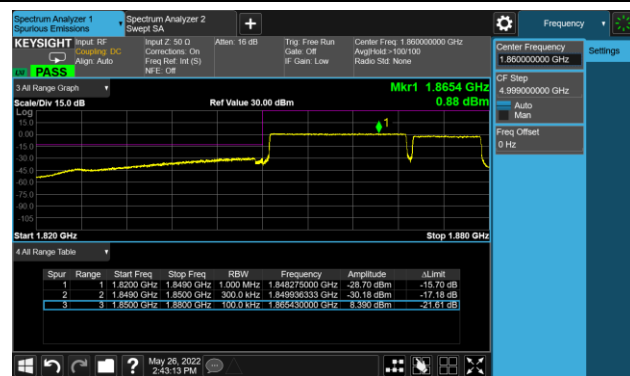 Spectrum Analyzer 1
Spurious Emissions
Spectrum Analyzer 2
Swept SA
Frequency
KEYSIGHT
Input: RF
Coupling: DC
Align: Auto
Input Z: 50 Ω
Corrections: On
Freq Ref: Int (S)
NFE: Off
Atten: 16 dB
Trig: Free Run
Gate: Off
IF Gain: Low
Center Freq: 1.860000000 GHz
Avg|Hold:>100/100
Radio Std: None
PASS
Center Frequency
1.860000000 GHz
Settings
CF Step
4.999000000 GHz
Auto
Man
Freq Offset
0 Hz
3 All Range Graph
Mkr1 1.8654 GHz
Scale/Div 15.0 dB
Ref Value 30.00 dBm
0.88 dBm
Log
15.0
0.00
-15.0
-30.0
-45.0
-60.0
-75.0
-90.0
-105
1
Start 1.820 GHz
Stop 1.880 GHz
4 All Range Table
Spur Range Start Freq Stop Freq RBW Frequency Amplitude ΔLimit
1 1 1.8200 GHz 1.8490 GHz 1.000 MHz 1.848275000 GHz -28.70 dBm -15.70 dB
2 2 1.8490 GHz 1.8500 GHz 300.0 kHz 1.849936333 GHz -30.18 dBm -17.18 dB
3 3 1.8500 GHz 1.8800 GHz 100.0 kHz 1.865430000 GHz 8.390 dBm -21.61 dB
?
May 26, 2022
2:43:13 PM